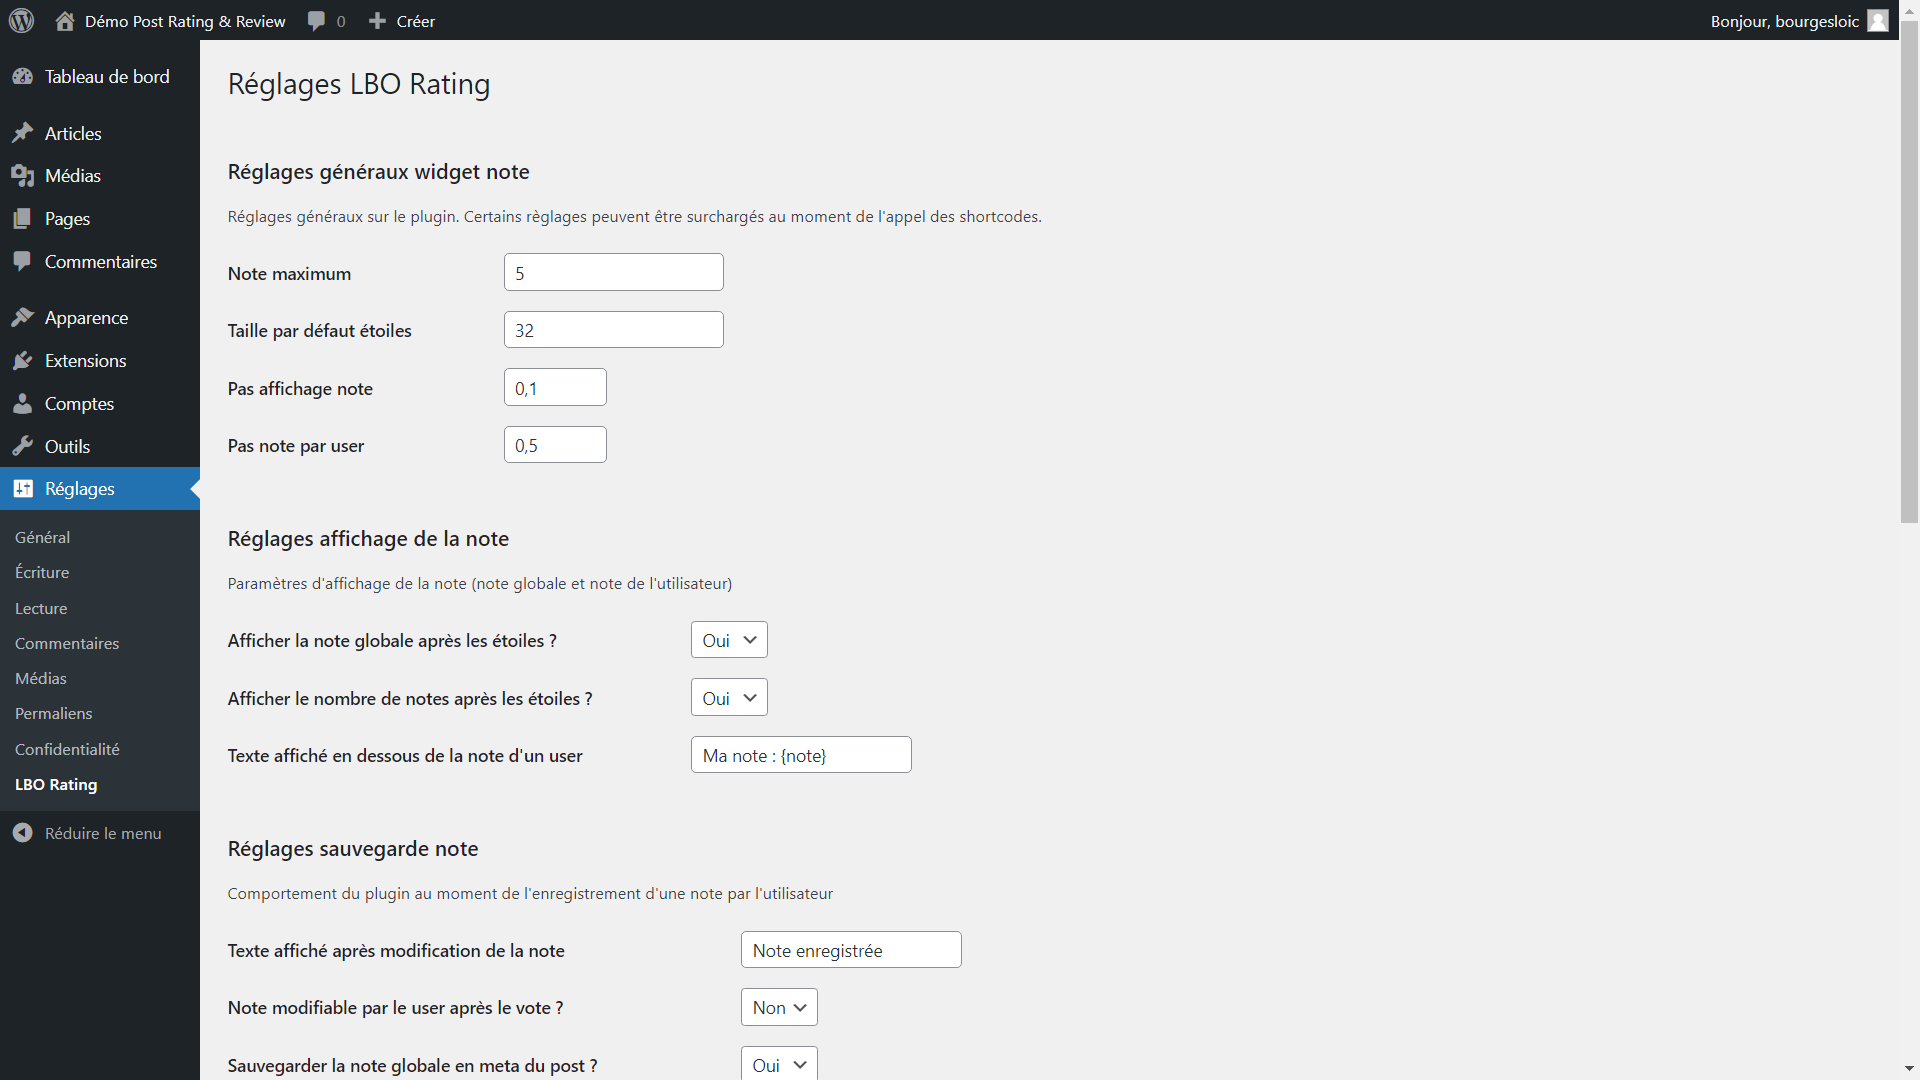 Démo Post Rating & Review
0
Créer
Bonjour, bourgesloic
Tableau de bord
Articles
Médias
Pages
Commentaires
Apparence
Extensions
Comptes
Outils
Réglages
Général
Écriture
Lecture
Commentaires
Médias
Permaliens
Confidentialité
LBO Rating
Réduire le menu
Réglages LBO Rating
Réglages généraux widget note
Réglages généraux sur le plugin. Certains règlages peuvent être surchargés au moment de l'appel des shortcodes.
Note maximum
5
Taille par défaut étoiles
32
Pas affichage note
0,1
Pas note par user
0,5
Réglages affichage de la note
Paramètres d'affichage de la note (note globale et note de l'utilisateur)
Afficher la note globale après les étoiles ?
Oui
Afficher le nombre de notes après les étoiles ?
Oui
Texte affiché en dessous de la note d'un user
Ma note : {note}
Réglages sauvegarde note
Comportement du plugin au moment de l'enregistrement d'une note par l'utilisateur
Texte affiché après modification de la note
Note enregistrée
Note modifiable par le user après le vote ?
Non
Sauvegarder la note globale en meta du post ?
Oui